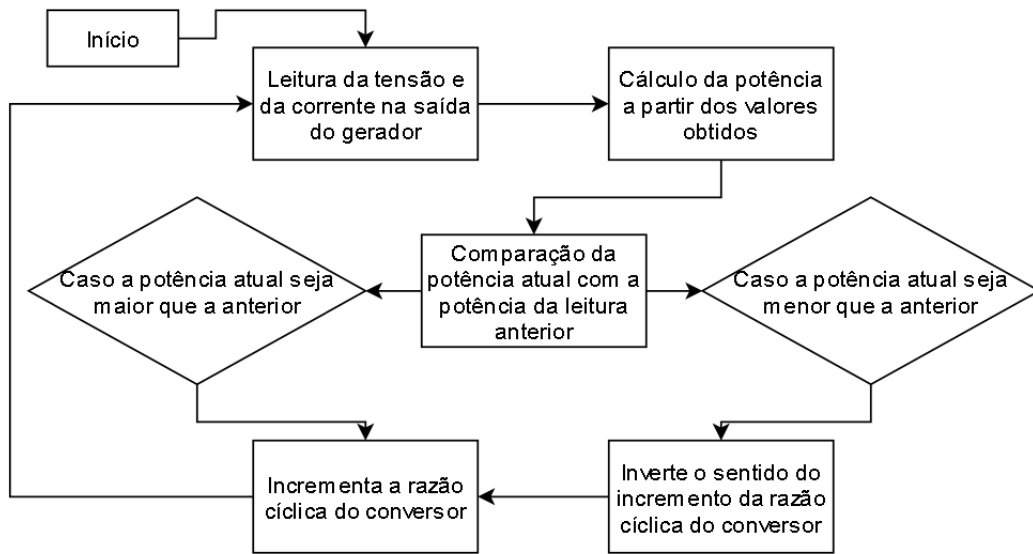 Início
Leitura da tensão e
da corrente na saída
do gerador
Cálculo da potência
a partir dos valores
obtidos
Comparação da
potência atual com a
potência da leitura
anterior
Caso a potência atual seja
maior que a anterior
Caso a potência atual seja
menor que a anterior
Incrementa a razão
cíclica do conversor
Inverte o sentido do
incremento da razão
cíclica do conversor